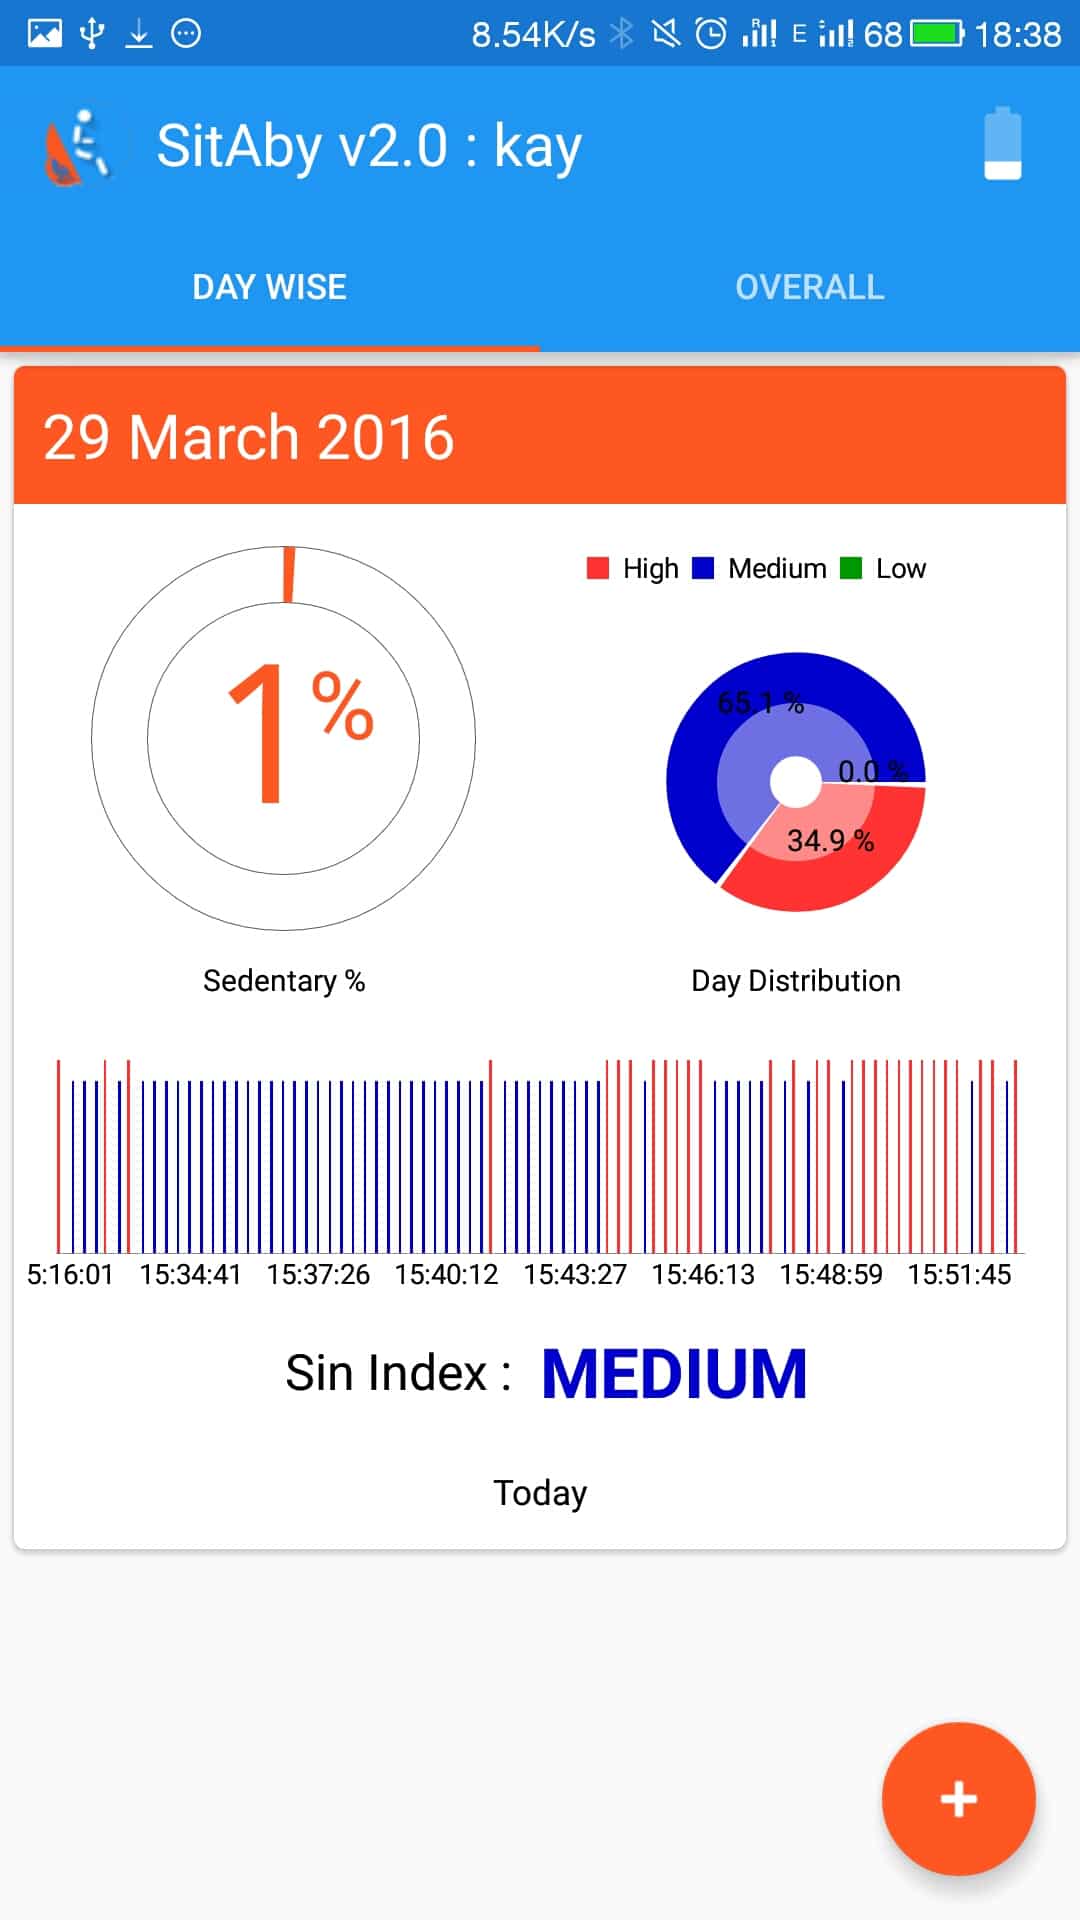 8.54K/s R 1 E 2 68 18:38
SitAby v2.0 : kay
DAY WISE OVERALL
29 March 2016
High Medium Low
1%
65.1 %
0.0 %
34.9 %
Sedentary % Day Distribution
5:16:01 15:34:41 15:37:26 15:40:12 15:43:27 15:46:13 15:48:59 15:51:45
Sin Index : MEDIUM
Today
+